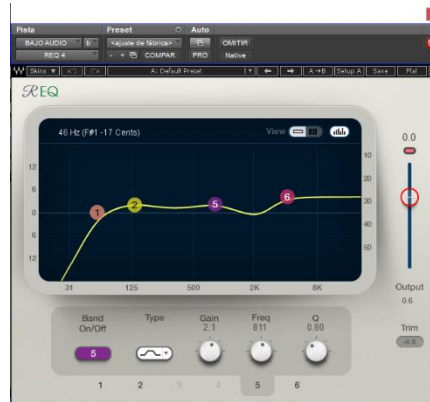 Pista Preset Auto
BAJO AUDIO b <ajuste de fábrica> OMITIR
REQ 4 - + COMPAR. PRO Native
W Skins A: Default Preset A→B Setup A Save Flat
REQ
46 Hz (F#1 -17 Cents) View
0.0
12 6 0 6 12
10 20 30 40 50 60
1 2 5 6
31 125 500 2K 8K
Output
0.6
Trim
-0.6
Band On/Off Type Gain Freq Q
2.1 811 0.80
5
1 2 3 4 5 6